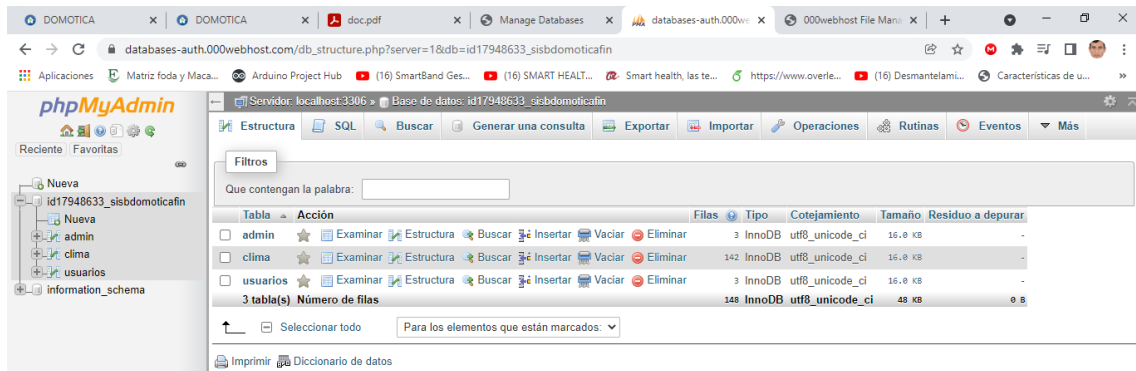 DOMOTICA
DOMOTICA
doc.pdf
Manage Databases
databases-auth.000we
000webhost File Mana
databases-auth.000webhost.com/db_structure.php?server=1&db=id17948633_sisbdomoticafin
Aplicaciones Matriz foda y Maca... Arduino Project Hub (16) SmartBand Ges... (16) SMART HEALT... Smart health, las te... https://www.overle... (16) Desmantelami... Características de u... »
phpMyAdmin
Reciente Favoritas
Nueva
id17948633_sisbdomoticafin
Nueva
admin
clima
usuarios
information_schema
Servidor: localhost:3306 » Base de datos: id17948633_sisbdomoticafin
Estructura SQL Buscar Generar una consulta Exportar Importar Operaciones Rutinas Eventos Más
Filtros
Que contengan la palabra:
Tabla Acción Filas Tipo Cotejamiento Tamaño Residuo a depurar
admin Examinar Estructura Buscar Insertar Vaciar Eliminar 3 InnoDB utf8_unicode_ci 16.0 KB -
clima Examinar Estructura Buscar Insertar Vaciar Eliminar 142 InnoDB utf8_unicode_ci 16.0 KB -
usuarios Examinar Estructura Buscar Insertar Vaciar Eliminar 3 InnoDB utf8_unicode_ci 16.0 KB -
3 tabla(s) Número de filas 148 InnoDB utf8_unicode_ci 48 KB 0 B
Seleccionar todo Para los elementos que están marcados:
Imprimir Diccionario de datos